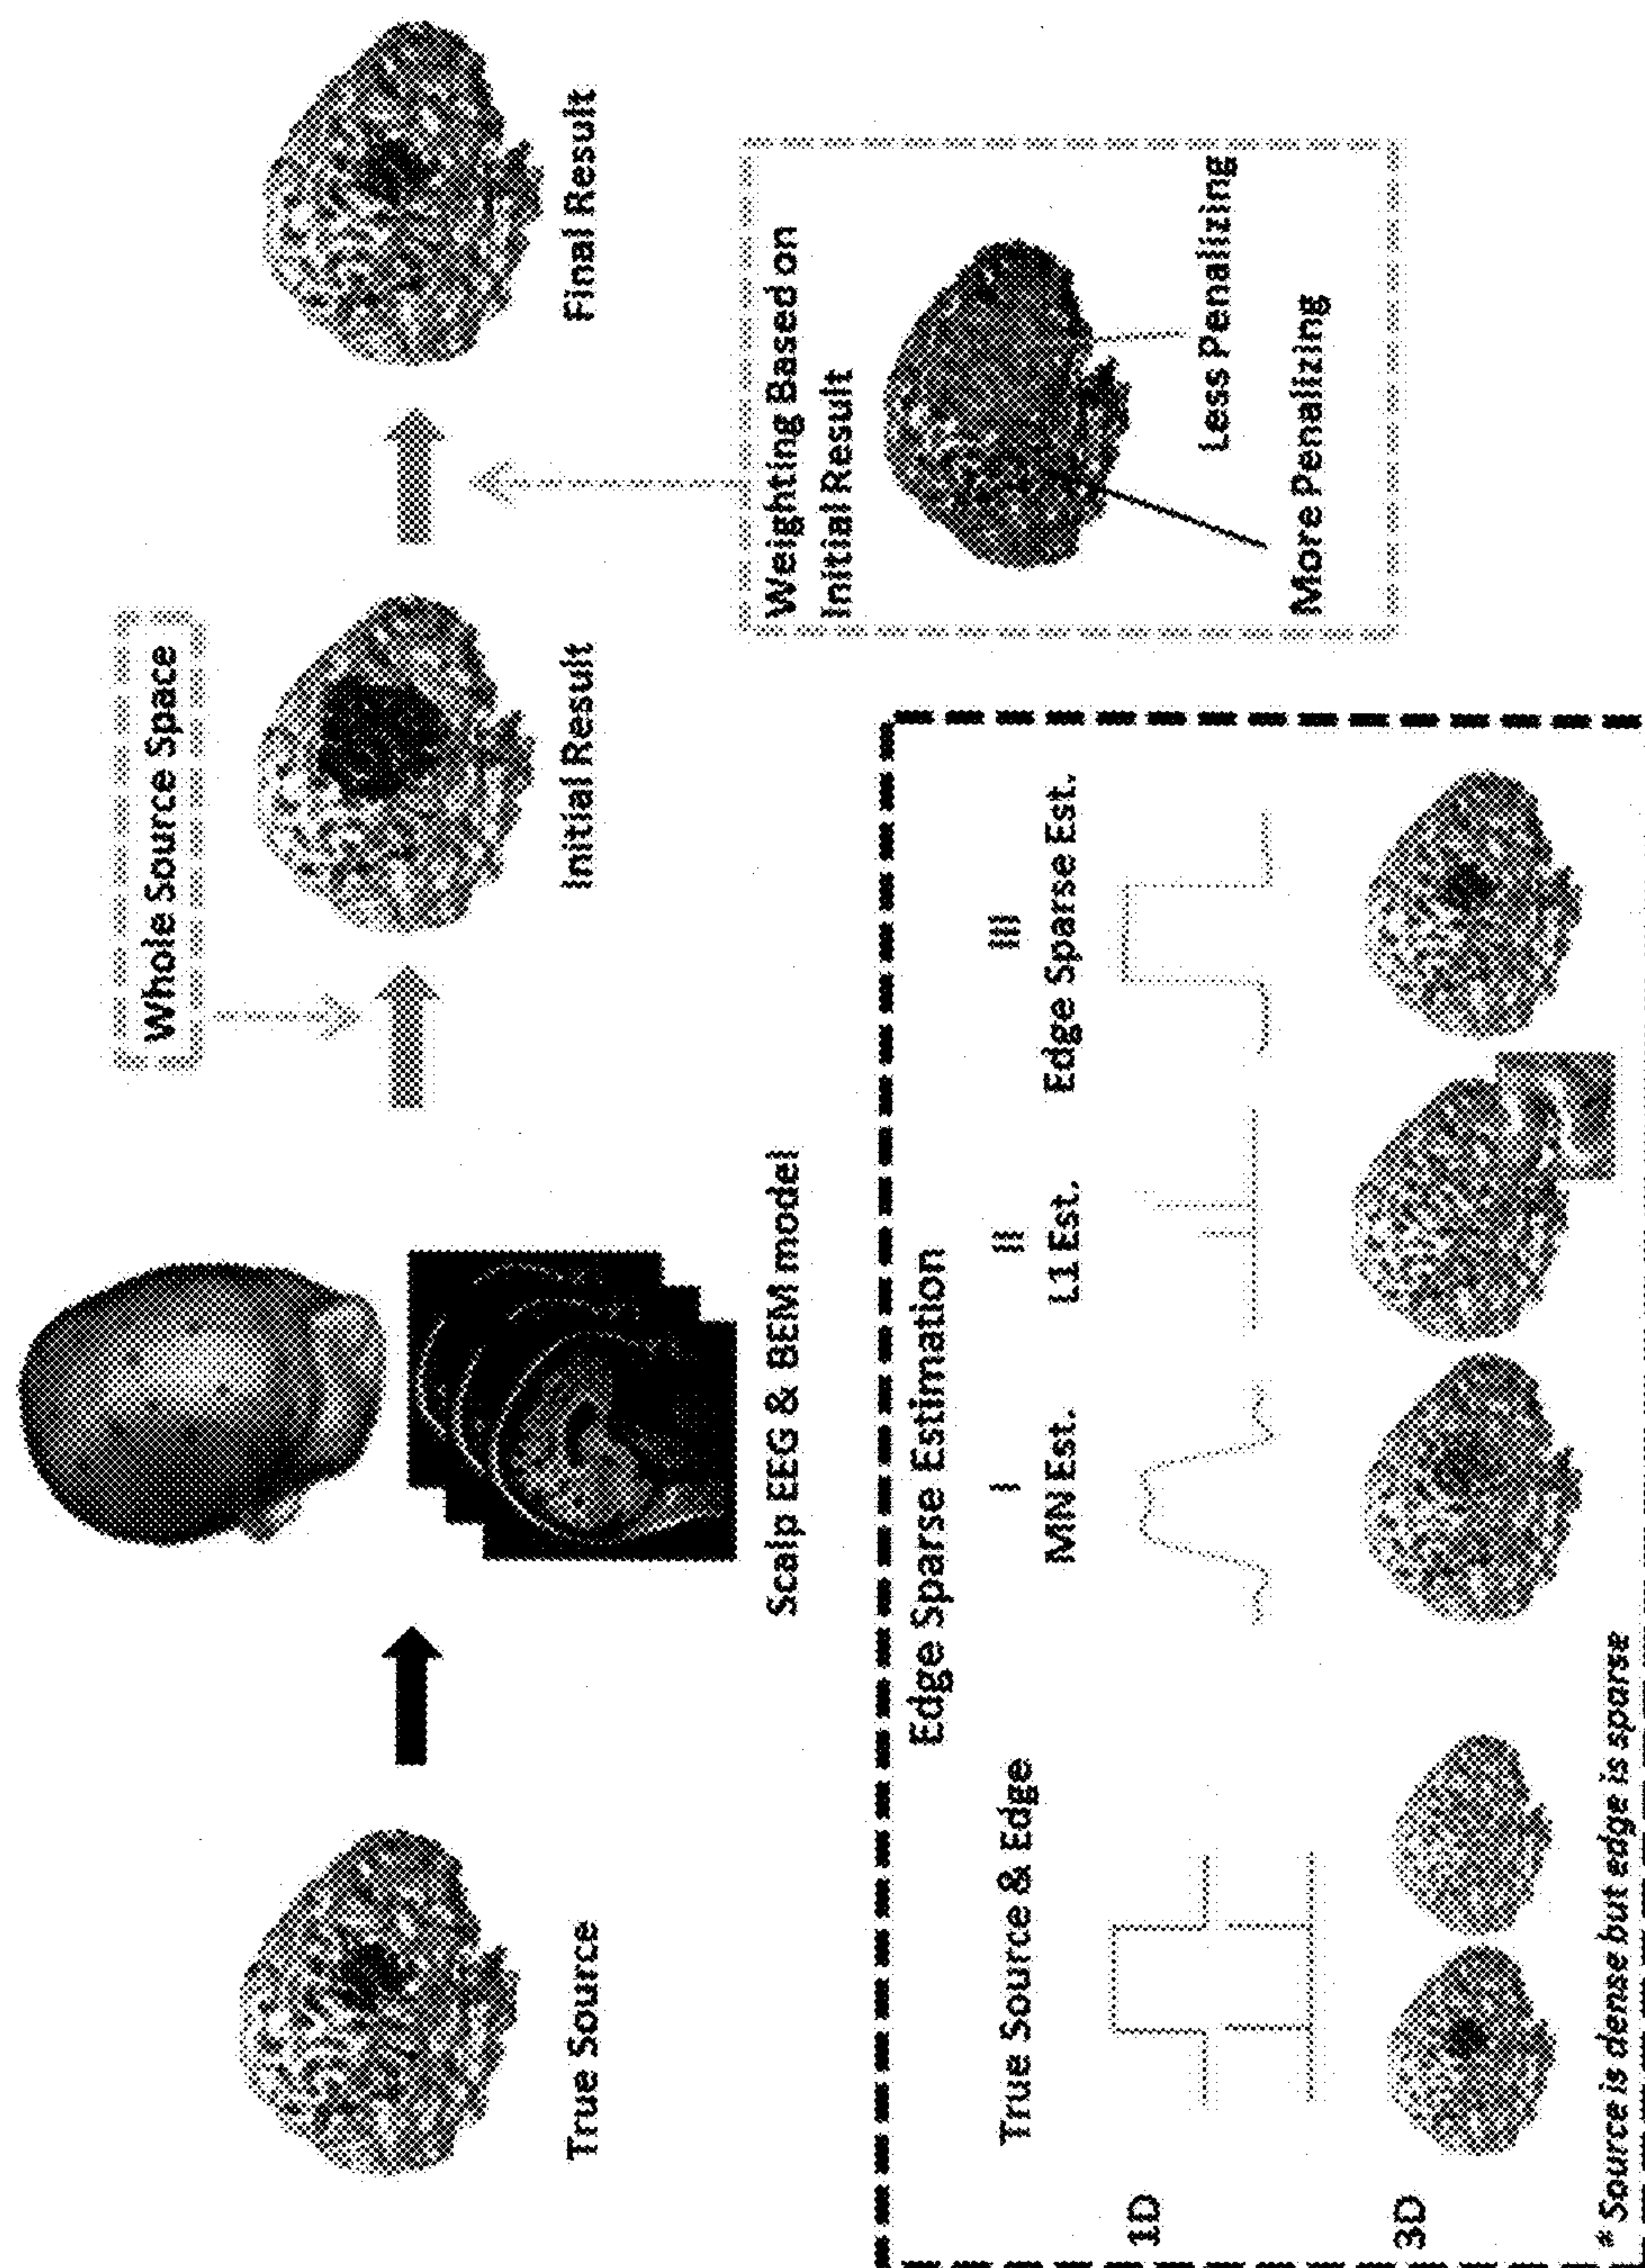 Whole Source Space
True Source
Scalp EEG & BEM model
Initial Result
Final Result
Weighting Based on
Initial Result
Less Penalizing
More Penalizing
Edge Sparse Estimation
True Source & Edge
I
MN Est.
II
L1 Est.
III
Edge Sparse Est.
1D
3D
* Source is dense but edge is sparse